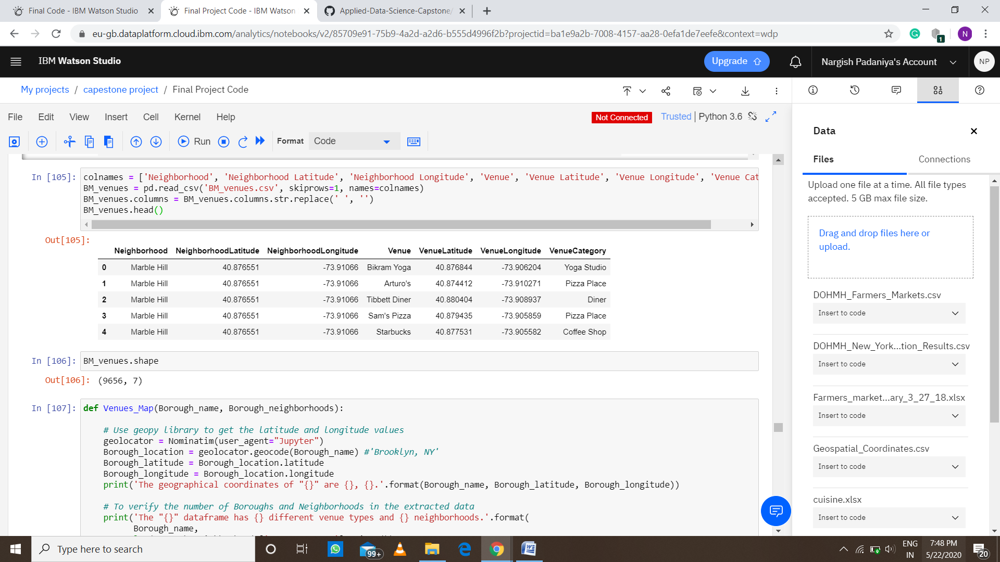 Final Code - IBM Watson Studio
Final Project Code - IBM Watson
Applied-Data-Science-Capstone/
eu-gb.dataplatform.cloud.ibm.com/analytics/notebooks/v2/85709e91-75b9-4a2d-a2d6-b555d4996f2b?projectid=ba1e9a2b-7008-4157-aa28-0efa1de7eefe&context=wdp
1
N
IBM Watson Studio
Upgrade
Nargish Padaniya's Account
NP
My projects / capestone project / Final Project Code
File Edit View Insert Cell Kernel Help
Not Connected Trusted | Python 3.6
Run
Format Code
In [105]: colnames = ['Neighborhood', 'Neighborhood Latitude', 'Neighborhood Longitude', 'Venue', 'Venue Latitude', 'Venue Longitude', 'Venue Cat
BM_venues = pd.read_csv('BM_venues.csv', skiprows=1, names=colnames)
BM_venues.columns = BM_venues.columns.str.replace(' ', '')
BM_venues.head()
Out[105]:
Neighborhood NeighborhoodLatitude NeighborhoodLongitude Venue VenueLatitude VenueLongitude VenueCategory
0 Marble Hill 40.876551 -73.91066 Bikram Yoga 40.876844 -73.906204 Yoga Studio
1 Marble Hill 40.876551 -73.91066 Arturo's 40.874412 -73.910271 Pizza Place
2 Marble Hill 40.876551 -73.91066 Tibbett Diner 40.880404 -73.908937 Diner
3 Marble Hill 40.876551 -73.91066 Sam's Pizza 40.879435 -73.905859 Pizza Place
4 Marble Hill 40.876551 -73.91066 Starbucks 40.877531 -73.905582 Coffee Shop
In [106]: BM_venues.shape
Out[106]: (9656, 7)
In [107]: def Venues_Map(Borough_name, Borough_neighborhoods):
# Use geopy library to get the latitude and longitude values
geolocator = Nominatim(user_agent="Jupyter")
Borough_location = geolocator.geocode(Borough_name) #'Brooklyn, NY'
Borough_latitude = Borough_location.latitude
Borough_longitude = Borough_location.longitude
print('The geographical coordinates of "{}" are {}, {}.'.format(Borough_name, Borough_latitude, Borough_longitude))
# To verify the number of Boroughs and Neighborhoods in the extracted data
print('The "{}" dataframe has {} different venue types and {} neighborhoods.'.format(
Borough_name,
Data
Files
Connections
Upload one file at a time. All file types
accepted. 5 GB max file size.
Drag and drop files here or
upload.
DOHMH_Farmers_Markets.csv
Insert to code
DOHMH_New_York...tion_Results.csv
Insert to code
Farmers_market...ary_3_27_18.xlsx
Insert to code
Geospatial_Coordinates.csv
Insert to code
cuisine.xlsx
Insert to code
Type here to search
99+
ENG
IN
7:48 PM
5/22/2020
20